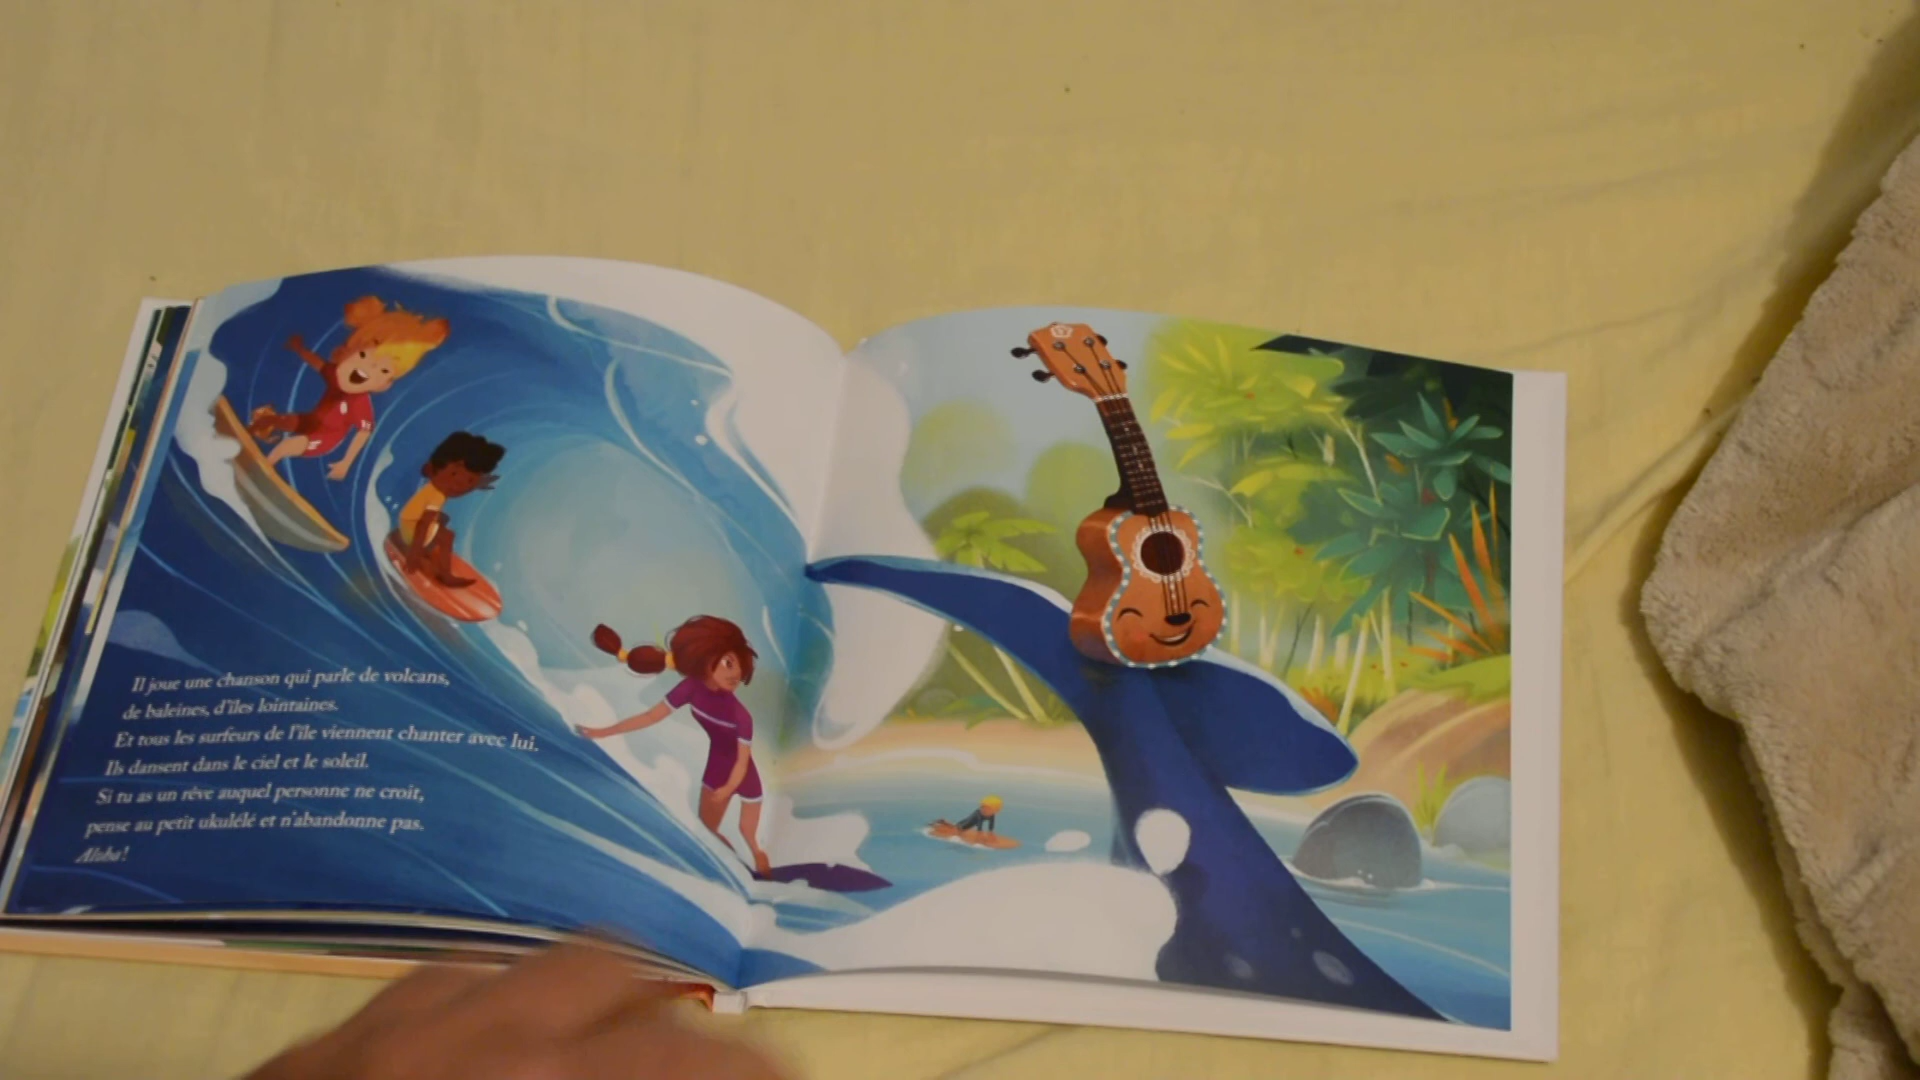 Il joue une chanson qui parle de volcans,
de baleines, d'îles lointaines.
Et tous les surfeurs de l'île viennent chanter avec lui.
Ils dansent dans le ciel et le soleil.
Si tu as un rêve auquel personne ne croit,
pense au petit ukulélé et n'abandonne pas.
Aloha !